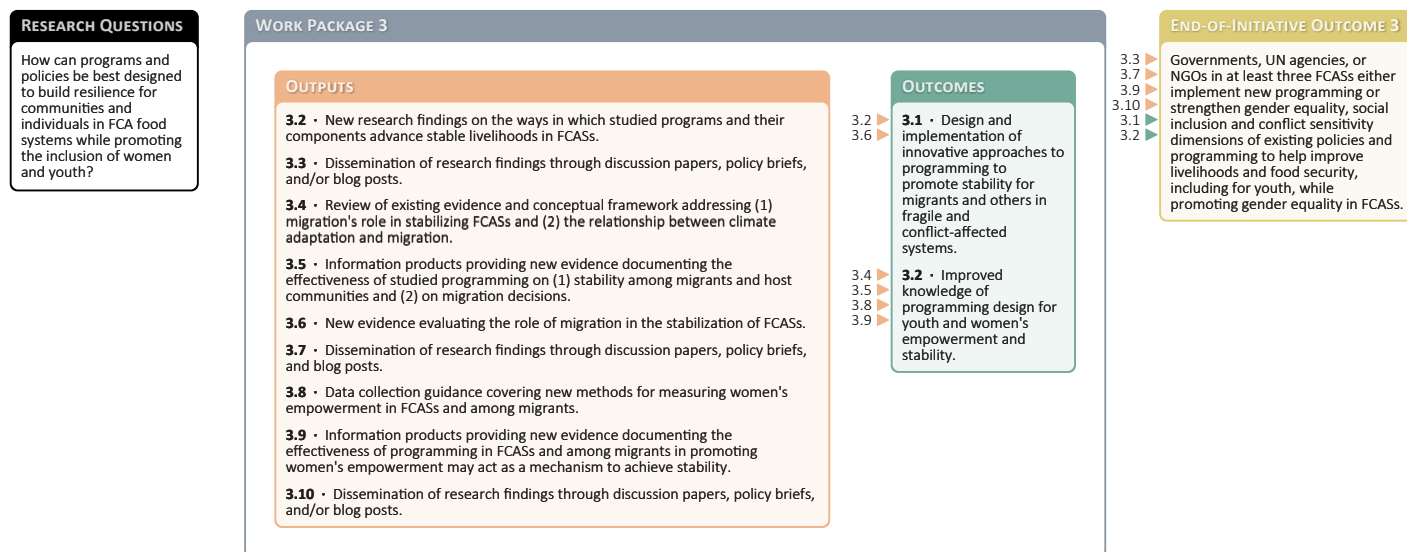 RESEARCH QUESTIONS
How can programs and
policies be best designed
to build resilience for
communities and
individuals in FCA food
systems while promoting
the inclusion of women
and youth?
WORK PACKAGE 3
OUTPUTS
3.2 · New research findings on the ways in which studied programs and their
components advance stable livelihoods in FCASs.
3.3 · Dissemination of research findings through discussion papers, policy briefs,
and/or blog posts.
3.4 · Review of existing evidence and conceptual framework addressing (1)
migration's role in stabilizing FCASs and (2) the relationship between climate
adaptation and migration.
3.5 · Information products providing new evidence documenting the
effectiveness of studied programming on (1) stability among migrants and host
communities and (2) on migration decisions.
3.6 · New evidence evaluating the role of migration in the stabilization of FCASs.
3.7 · Dissemination of research findings through discussion papers, policy briefs,
and blog posts.
3.8 · Data collection guidance covering new methods for measuring women's
empowerment in FCASs and among migrants.
3.9 · Information products providing new evidence documenting the
effectiveness of programming in FCASs and among migrants in promoting
women's empowerment may act as a mechanism to achieve stability.
3.10 · Dissemination of research findings through discussion papers, policy briefs,
and/or blog posts.
OUTCOMES
3.2
3.6
3.1 · Design and
implementation of
innovative approaches to
programming to
promote stability for
migrants and others in
fragile and
conflict-affected
systems.
3.4
3.5
3.8
3.9
3.2 · Improved
knowledge of
programming design for
youth and women's
empowerment and
stability.
END-OF-INITIATIVE OUTCOME 3
3.3
3.7
3.9
3.10
3.1
3.2
Governments, UN agencies, or
NGOs in at least three FCASs either
implement new programming or
strengthen gender equality, social
inclusion and conflict sensitivity
dimensions of existing policies and
programming to help improve
livelihoods and food security,
including for youth, while
promoting gender equality in FCASs.